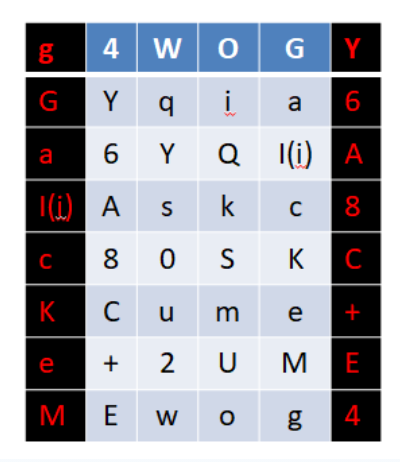 g 4 W O G Y
G Y q i a 6
a 6 Y Q I(i) A
I(i) A s k c 8
c 8 0 S K C
K C u m e +
e + 2 U M E
M E w o g 4